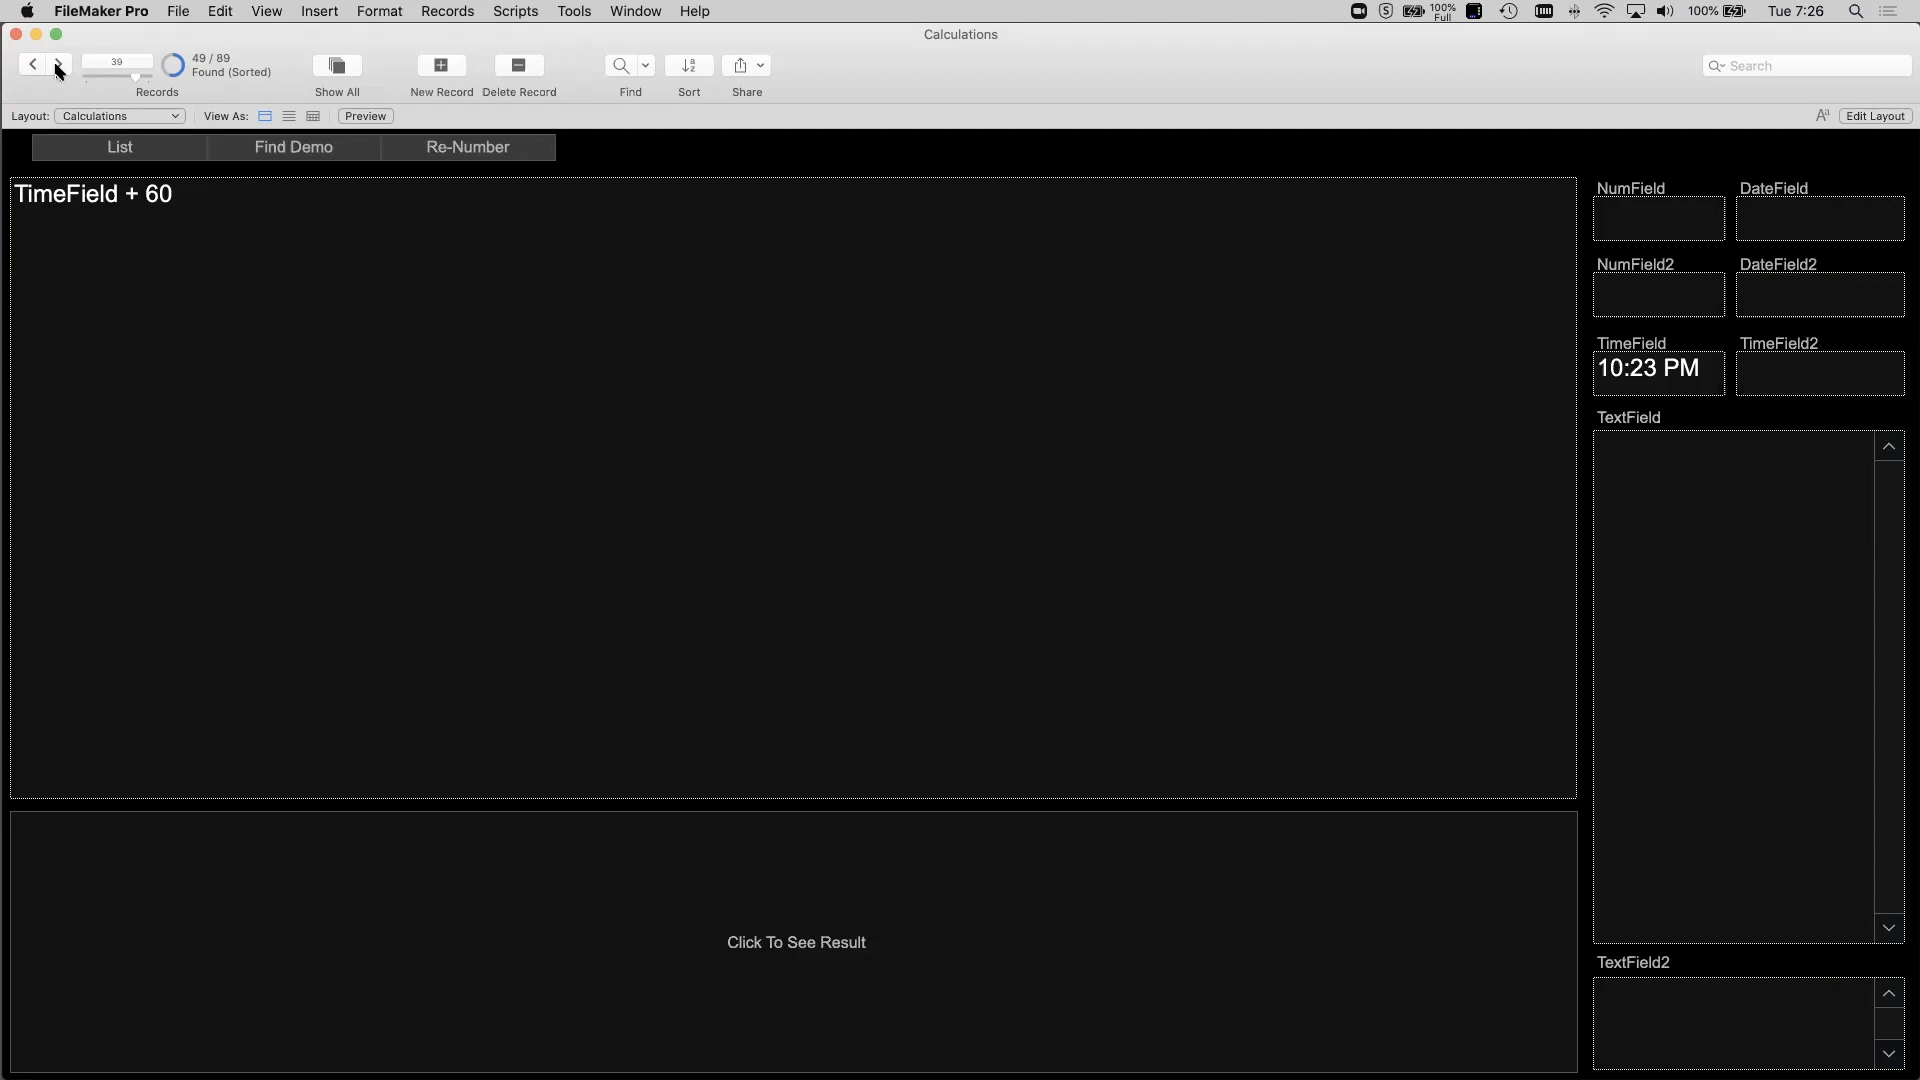 FileMaker Pro File Edit View Insert Format Records Scripts Tools Window Help 100% Full 100% Tue 7:26
Calculations
39 49 / 89 Found (Sorted) Search
Records Show All New Record Delete Record Find Sort Share
Layout: Calculations View As: Preview Aa Edit Layout
List Find Demo Re-Number
TimeField + 60
NumField DateField
NumField2 DateField2
TimeField TimeField2
10:23 PM
TextField
Click To See Result
TextField2